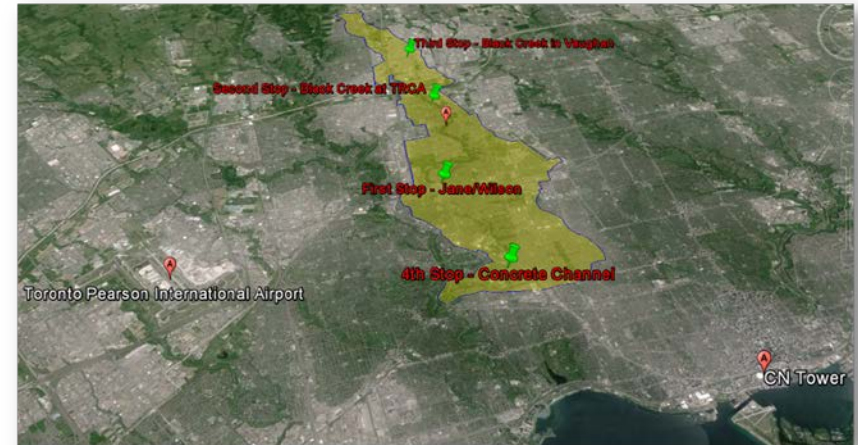 Third Stop - Black Creek in Vaughan
Second Stop - Black Creek at TRCA
A
First Stop - Jane/Wilson
4th Stop - Concrete Channel
A
Toronto Pearson International Airport
A
CN Tower